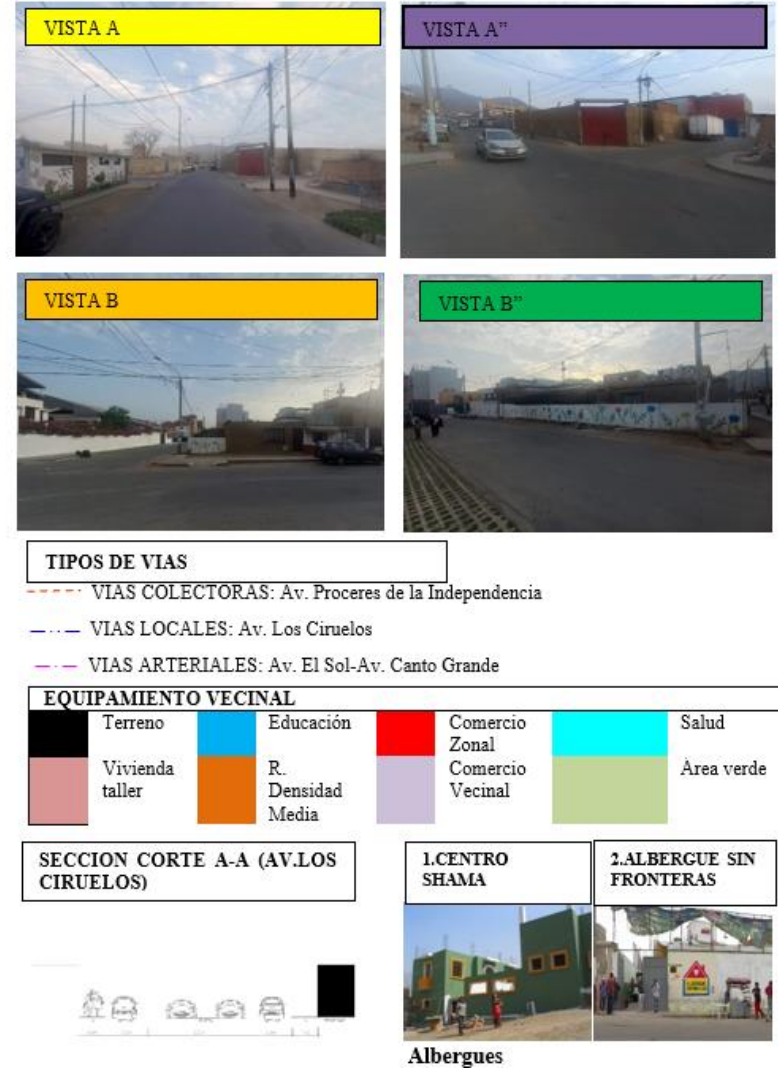 VISTA A
VISTA A”
VISTA B
VISTA B”
TIPOS DE VIAS
VIAS COLECTORAS: Av. Proceres de la Independencia
VIAS LOCALES: Av. Los Ciruelos
VIAS ARTERIALES: Av. El Sol-Av. Canto Grande
EQUIPAMIENTO VECINAL
Terreno
Educación
Comercio
Zonal
Salud
Vivienda
taller
R.
Densidad
Media
Comercio
Vecinal
Área verde
SECCION CORTE A-A (AV.LOS
CIRUELOS)
1.CENTRO
SHAMA
2.ALBERGUE SIN
FRONTERAS
Albergues